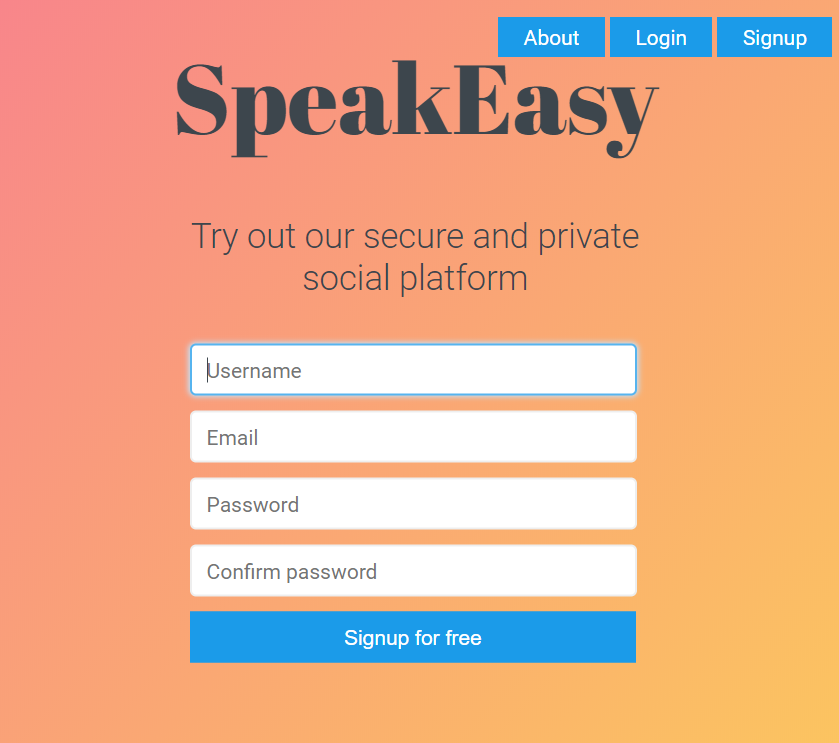 About Login Signup
SpeakEasy
Try out our secure and private
social platform
Username
Email
Password
Confirm password
Signup for free